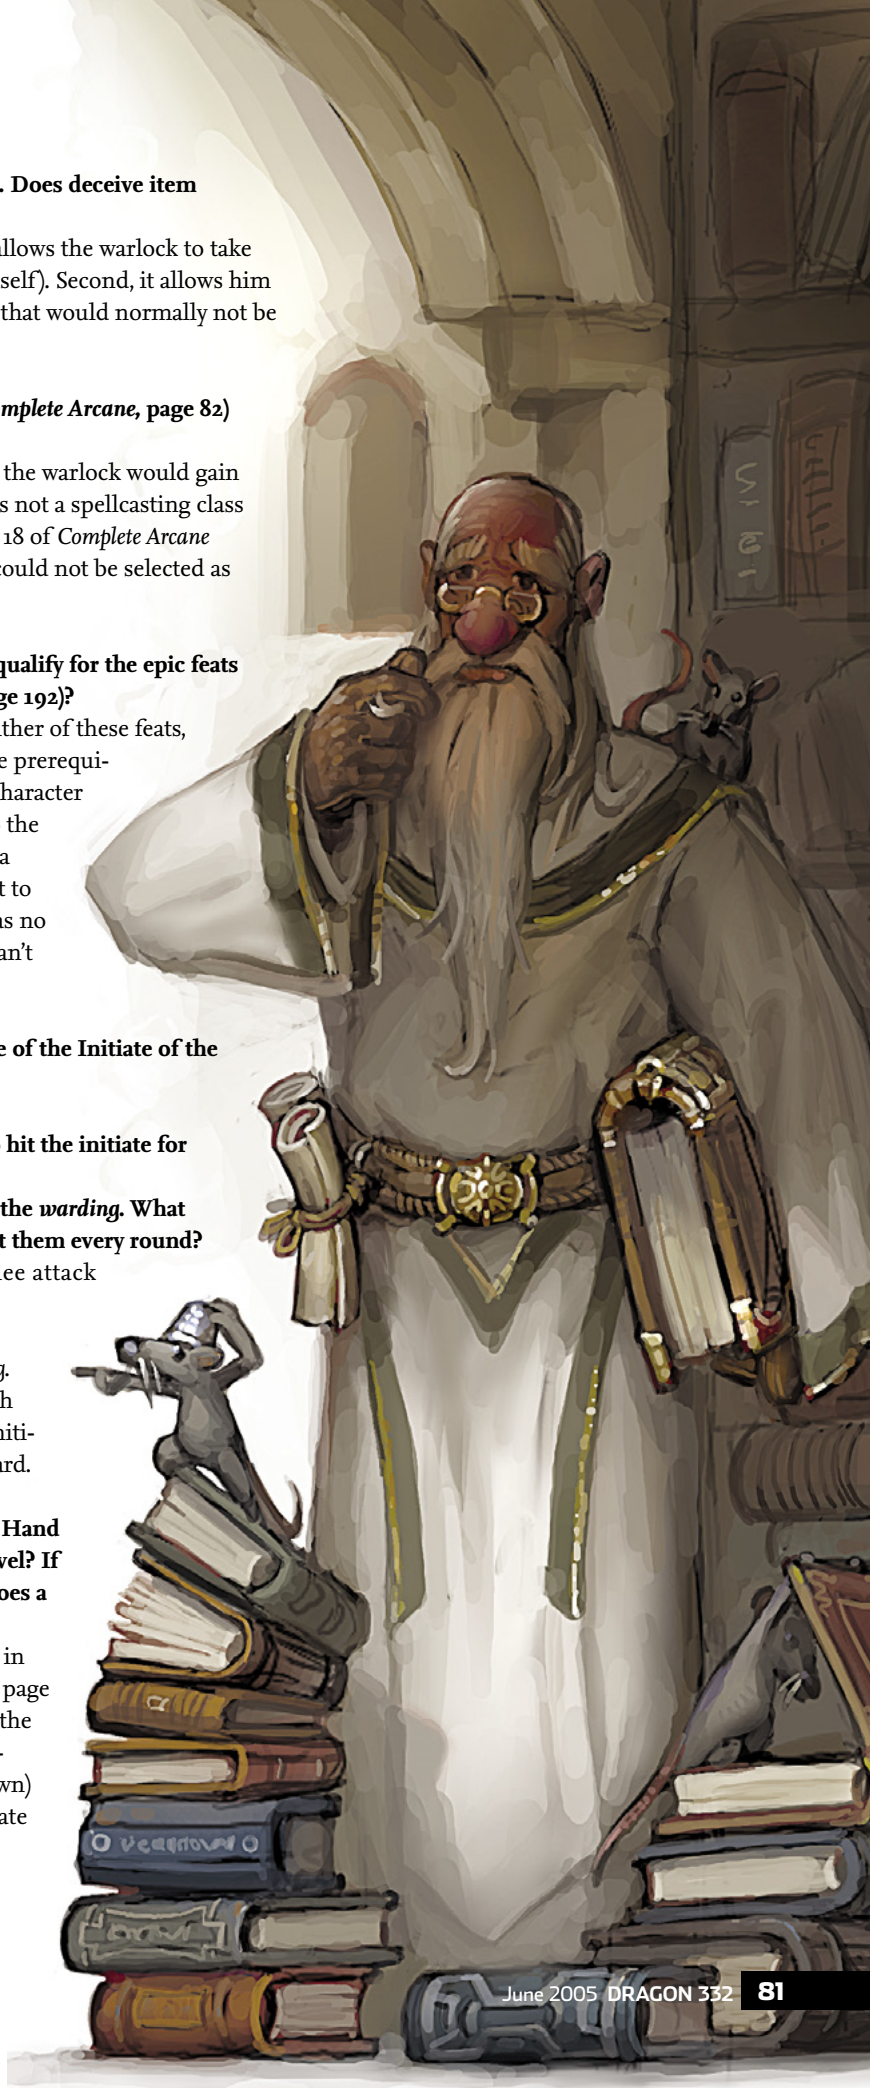 . Does deceive item
llows the warlock to take
self). Second, it allows him
that would normally not be
mplete Arcane, page 82)
the warlock would gain
s not a spellcasting class
18 of Complete Arcane
could not be selected as
qualify for the epic feats
ge 192)?
ther of these feats,
e prerequi-
haracter
the
a
t to
as no
an't
e of the Initiate of the
hit the initiate for
the warding. What
t them every round?
lee attack
g.
h
niti-
ard.
Hand
vel? If
oes a
in
page
the
-
wn)
ate
June 2005 DRAGON 332 81